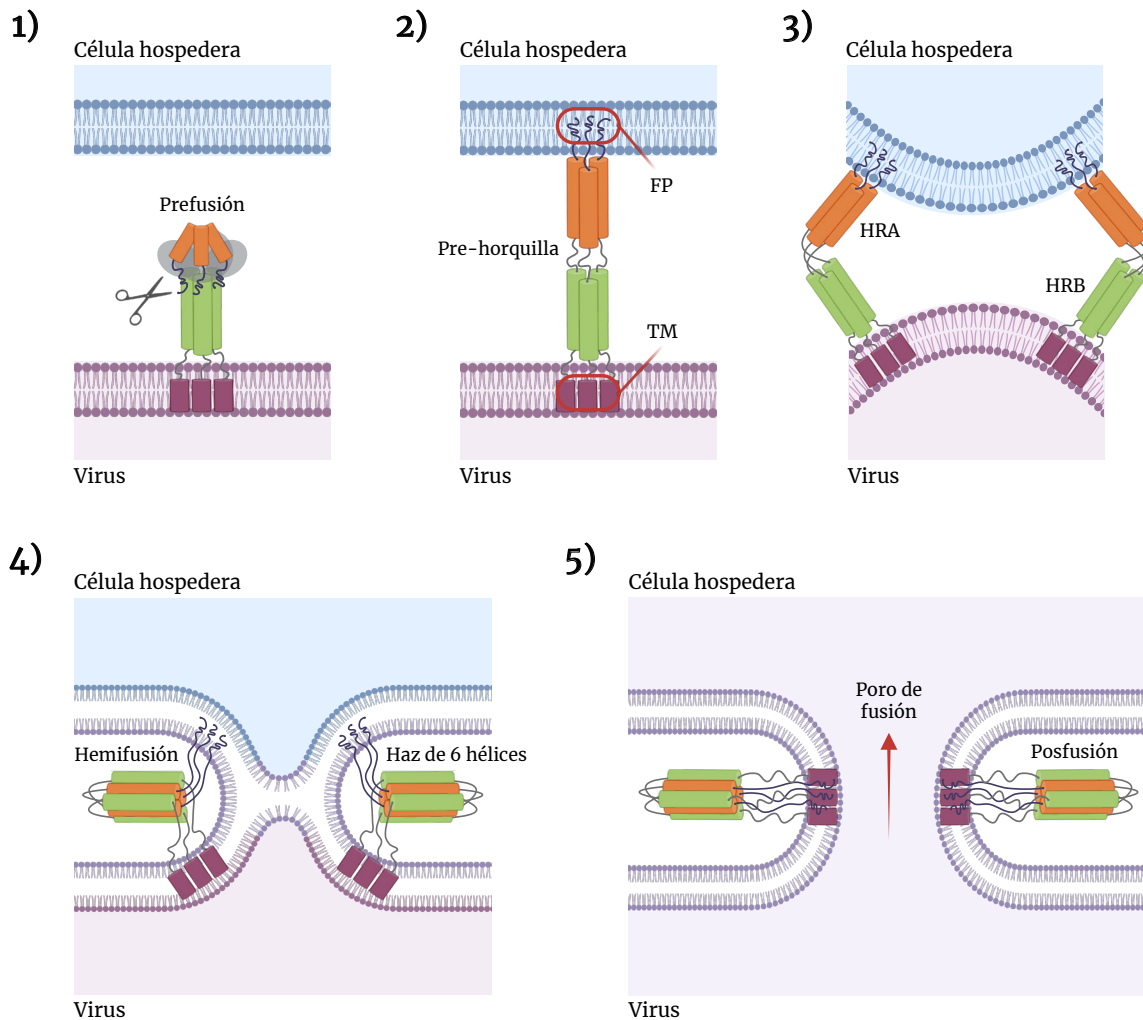 1)
Célula hospedera
Prefusión
Virus
2)
Célula hospedera
FP
Pre-horquilla
TM
Virus
3)
Célula hospedera
HRA
HRB
Virus
4)
Célula hospedera
Hemifusión
Haz de 6 hélices
Virus
5)
Célula hospedera
Poro de
fusión
Posfusión
Virus